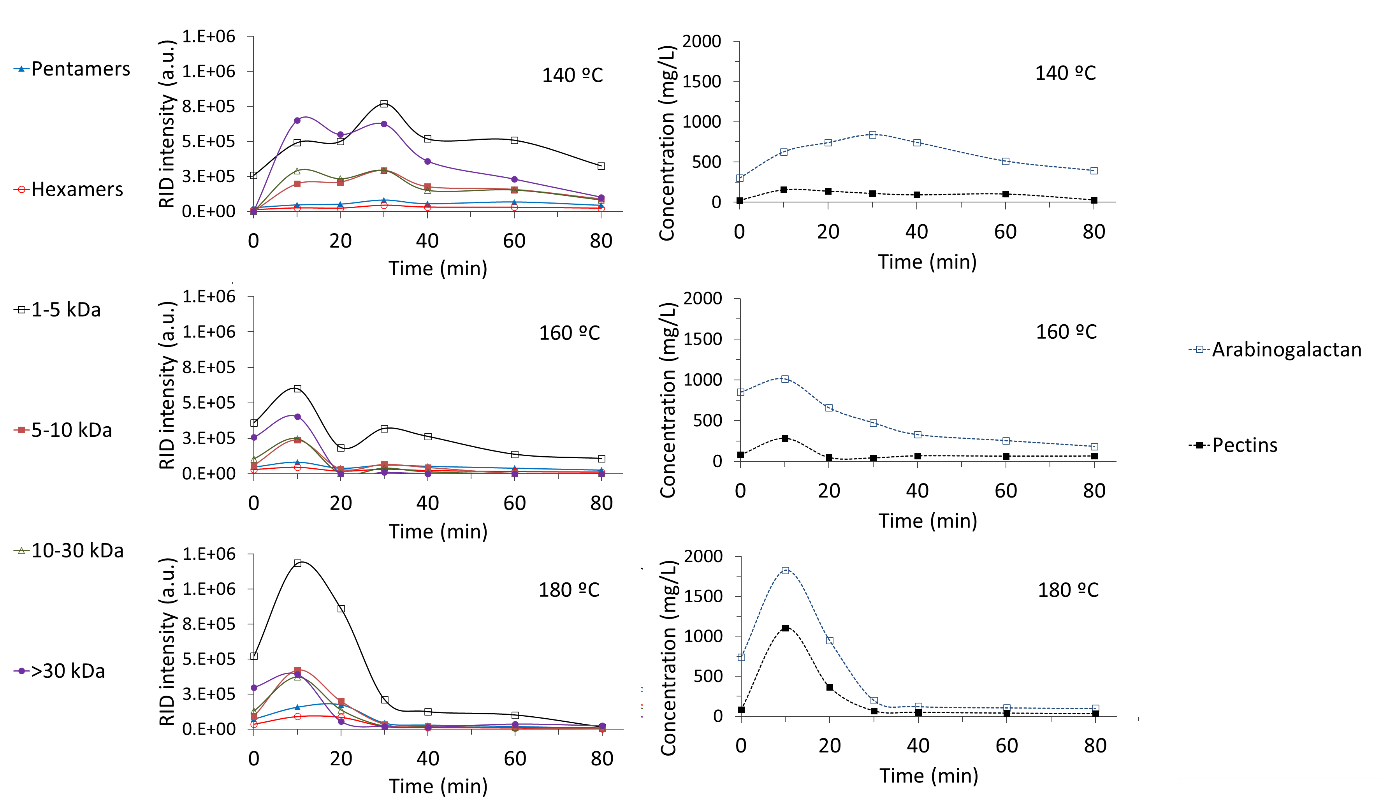 Pentamers
Hexamers
1-5 kDa
5-10 kDa
10-30 kDa
>30 kDa
RID intensity (a.u.)
1.E+06
1.E+06
8.E+05
5.E+05
3.E+05
0.E+00
140 ºC
0 20 40 60 80
Time (min)
Concentration (mg/L)
2000
1500
1000
500
0
140 ºC
0 20 40 60 80
Time (min)
RID intensity (a.u.)
1.E+06
1.E+06
8.E+05
5.E+05
3.E+05
0.E+00
160 ºC
0 20 40 60 80
Time (min)
Concentration (mg/L)
2000
1500
1000
500
0
160 ºC
0 20 40 60 80
Time (min)
RID intensity (a.u.)
1.E+06
1.E+06
8.E+05
5.E+05
3.E+05
0.E+00
180 ºC
0 20 40 60 80
Time (min)
Concentration (mg/L)
2000
1500
1000
500
0
180 ºC
0 20 40 60 80
Time (min)
Arabinogalactan
Pectins